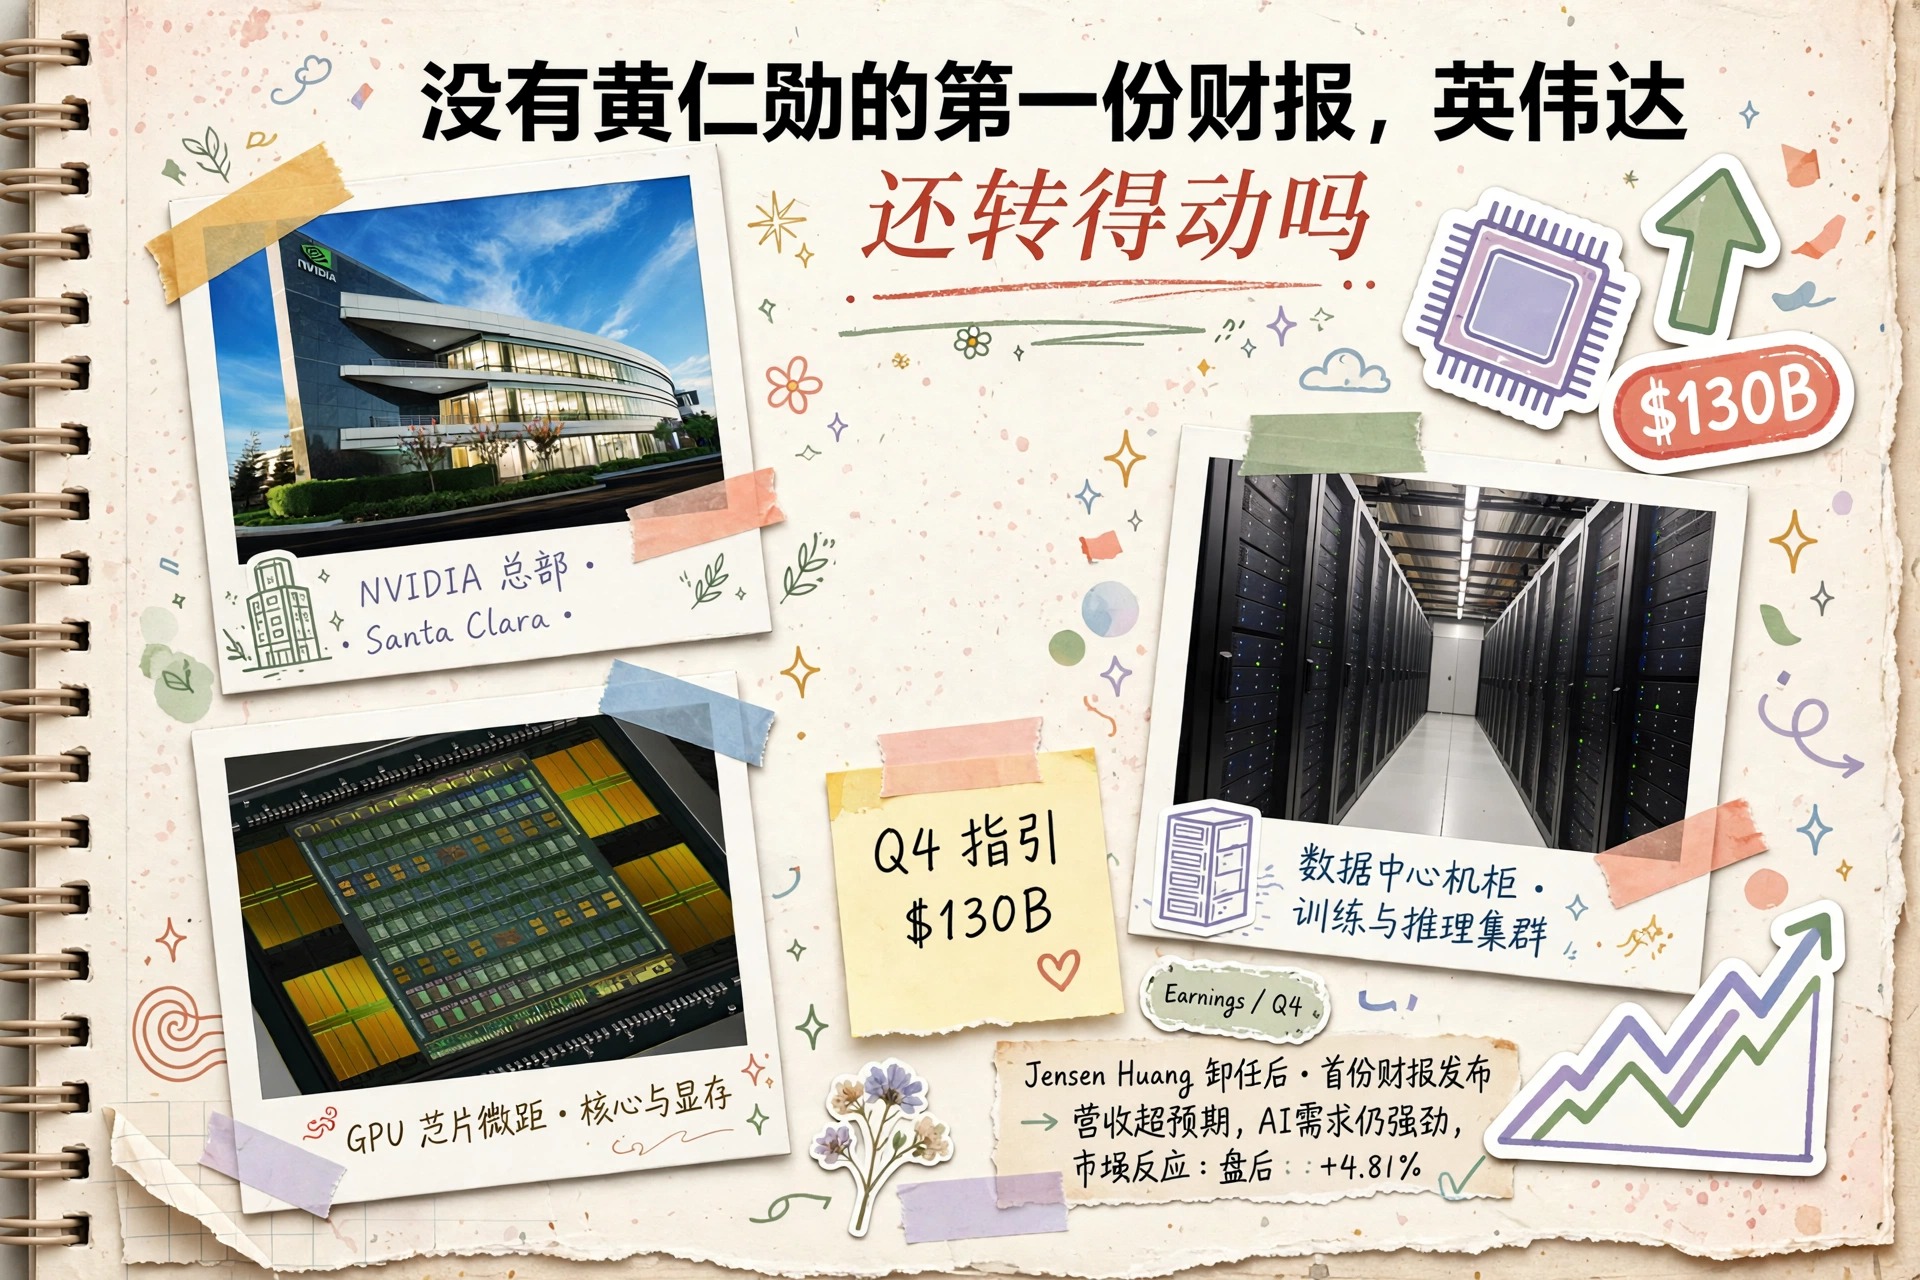 没有黄仁勋的第一份财报，英伟达
还转得动吗
NVIDIA
$130B
NVIDIA 总部 ·
· Santa Clara ·
数据中心机柜 ·
训练与推理集群
Q4 指引
$130B
GPU 芯片微距 · 核心与显存
Earnings / Q4
Jensen Huang 卸任后 · 首份财报发布
→ 营收超预期，AI需求仍强劲，
市场反应：盘后 : : +4.81%